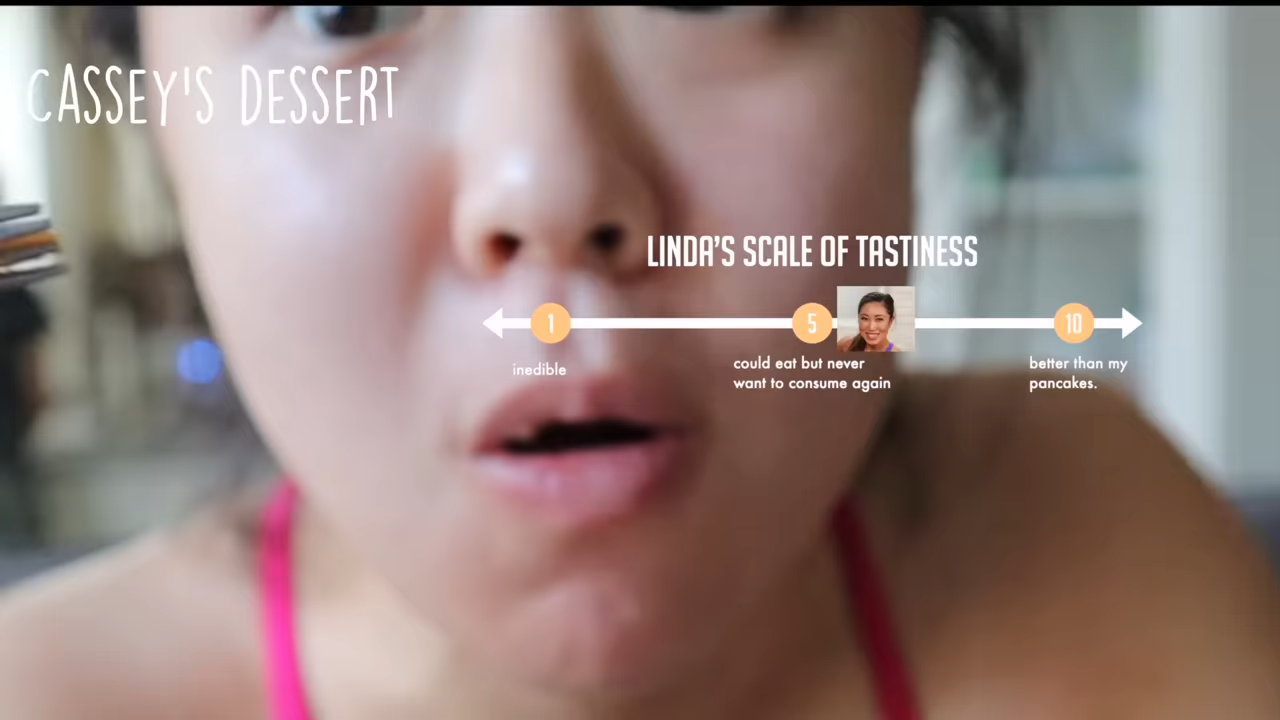 CASSEY'S DESSERT
LINDA'S SCALE OF TASTINESS
1
5
10
inedible
could eat but never
want to consume again
better than my
pancakes.